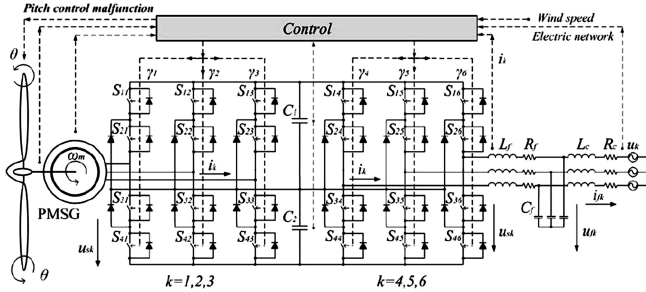 Pitch control malfunction
Control
Wind speed
Electric network
θ
γ1 γ2 γ3 γ4 γ5 γ6
ik
S11 S12 S13 S14 S15 S16
C1
S21 S22 S23 S24 S25 S26
Lf Rf Lc Rc uk
ωm
ik ik
PMSG
S31 S32 S33 S34 S35 S36
ifk
Cf
C2
usk usk ufk
S41 S42 S43 S44 S45 S46
θ
k=1,2,3 k=4,5,6